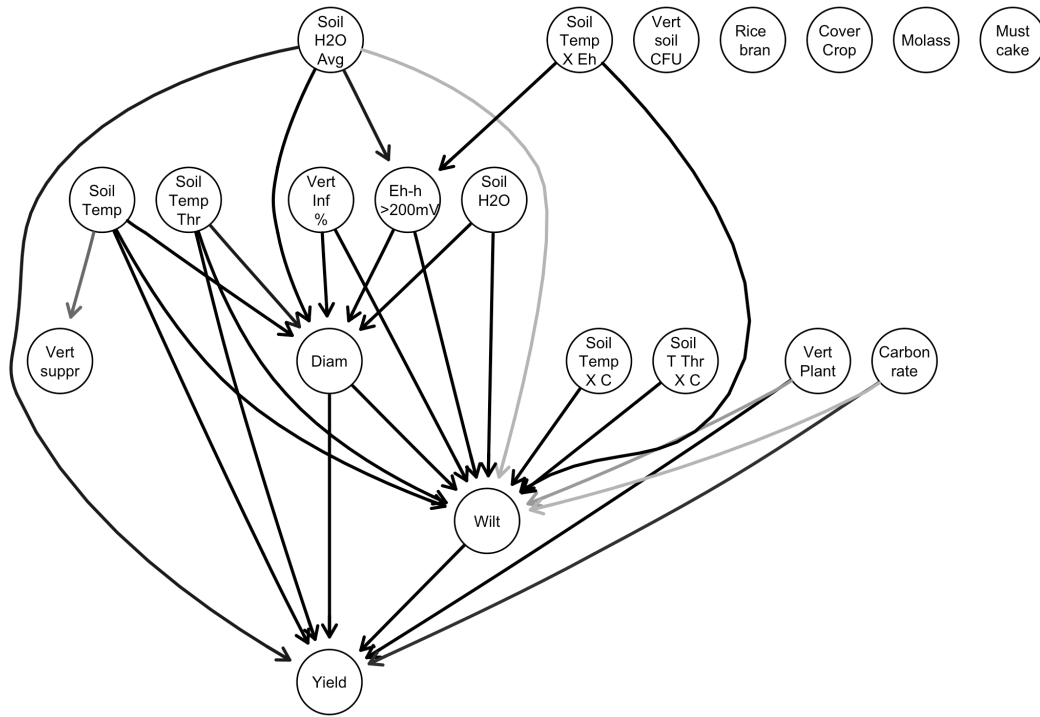 Soil
H2O
Avg
Soil
Temp
X Eh
Vert
soil
CFU
Rice
bran
Cover
Crop
Molass
Must
cake
Soil
Temp
Soil
Temp
Thr
Vert
Inf
%
Eh-h
>200mV
Soil
H2O
Vert
suppr
Diam
Soil
Temp
X C
Soil
T Thr
X C
Vert
Plant
Carbon
rate
Wilt
Yield